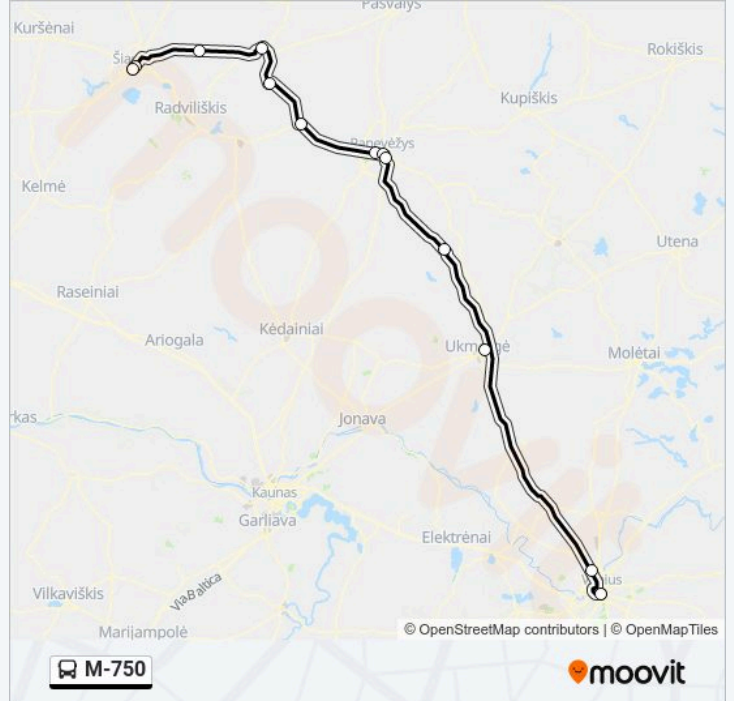 Pasvalys
Kuršėnai
Rokiškis
Radviliškis
Kupiškis
Panevėžys
Kelmė
Utena
Raseiniai
Kėdainiai
Ariogala
Molėtai
Jonava
Kaunas
Garliava
Elektrėnai
Vilkaviškis
Via Baltica
Marijampolė
© OpenStreetMap contributors | © OpenMapTiles
M-750
moovit